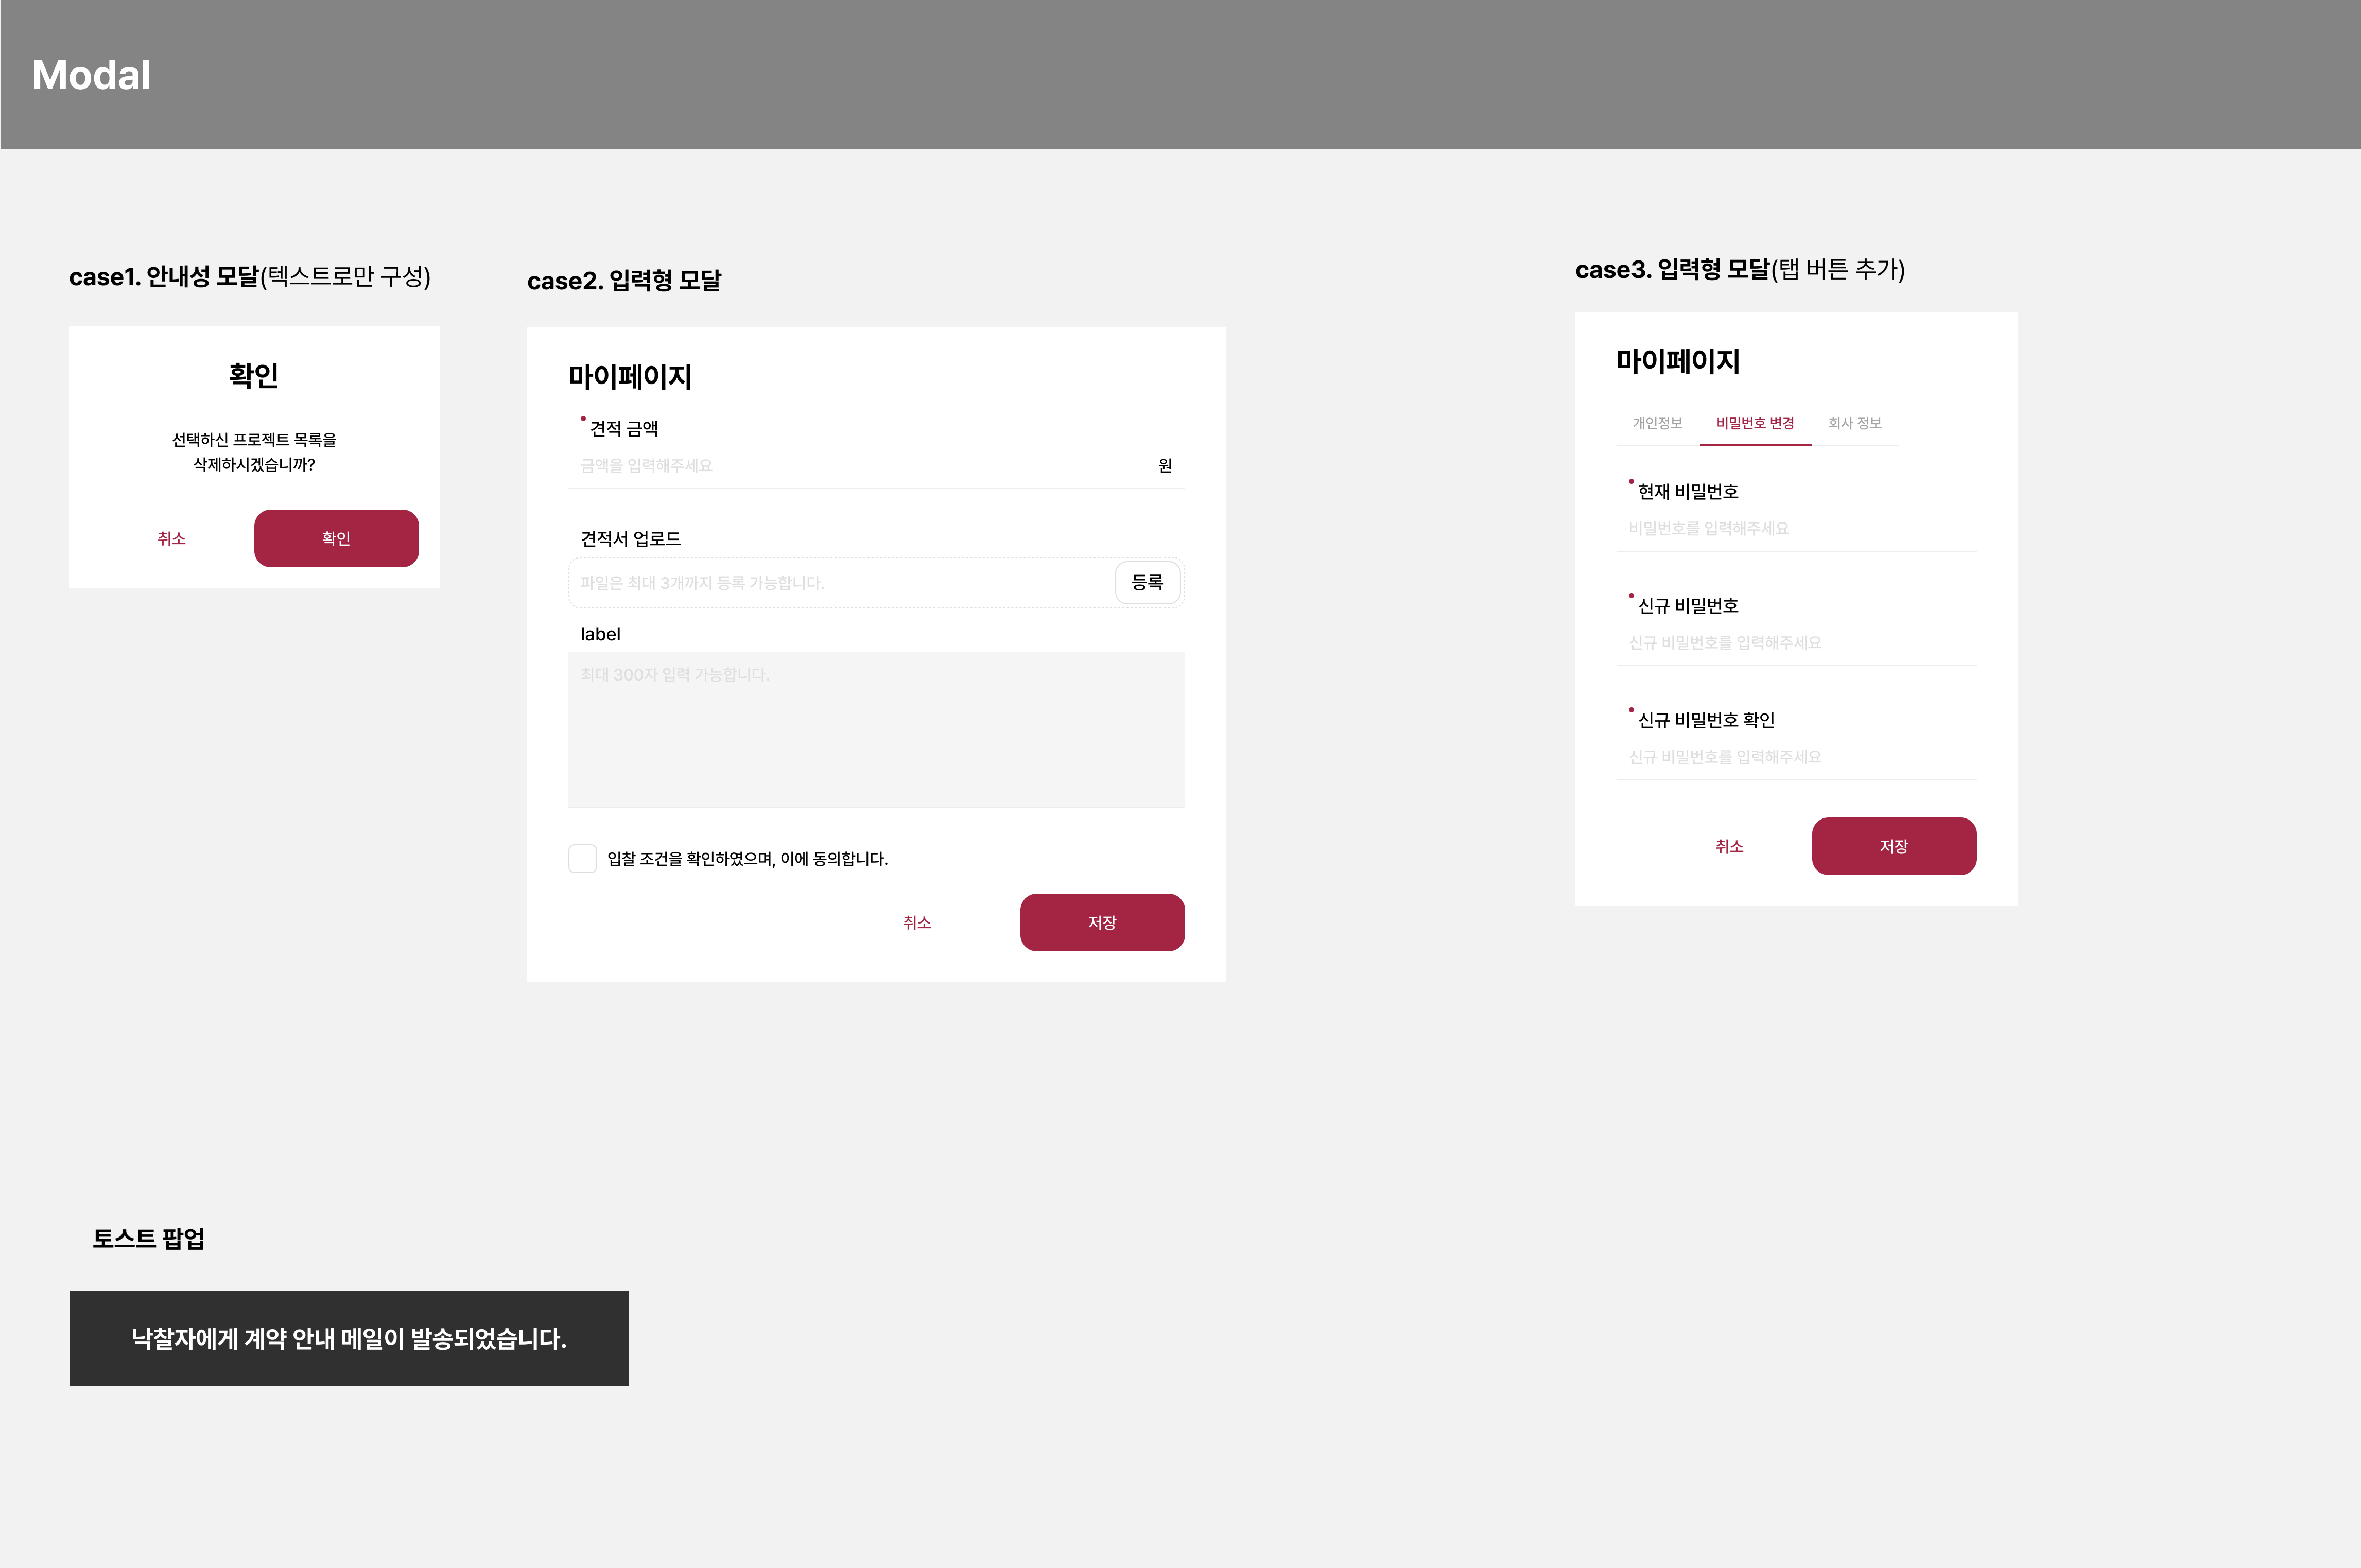 Modal
case1. 안내성 모달(텍스트로만 구성)
확인
선택하신 프로젝트 목록을
삭제하시겠습니까?
취소
확인
case2. 입력형 모달
마이페이지
견적 금액
금액을 입력해주세요
원
견적서 업로드
파일은 최대 3개까지 등록 가능합니다.
등록
label
최대 300자 입력 가능합니다.
입찰 조건을 확인하였으며, 이에 동의합니다.
취소
저장
case3. 입력형 모달(탭 버튼 추가)
마이페이지
개인정보
비밀번호 변경
회사 정보
현재 비밀번호
비밀번호를 입력해주세요
신규 비밀번호
신규 비밀번호를 입력해주세요
신규 비밀번호 확인
신규 비밀번호를 입력해주세요
취소
저장
토스트 팝업
낙찰자에게 계약 안내 메일이 발송되었습니다.